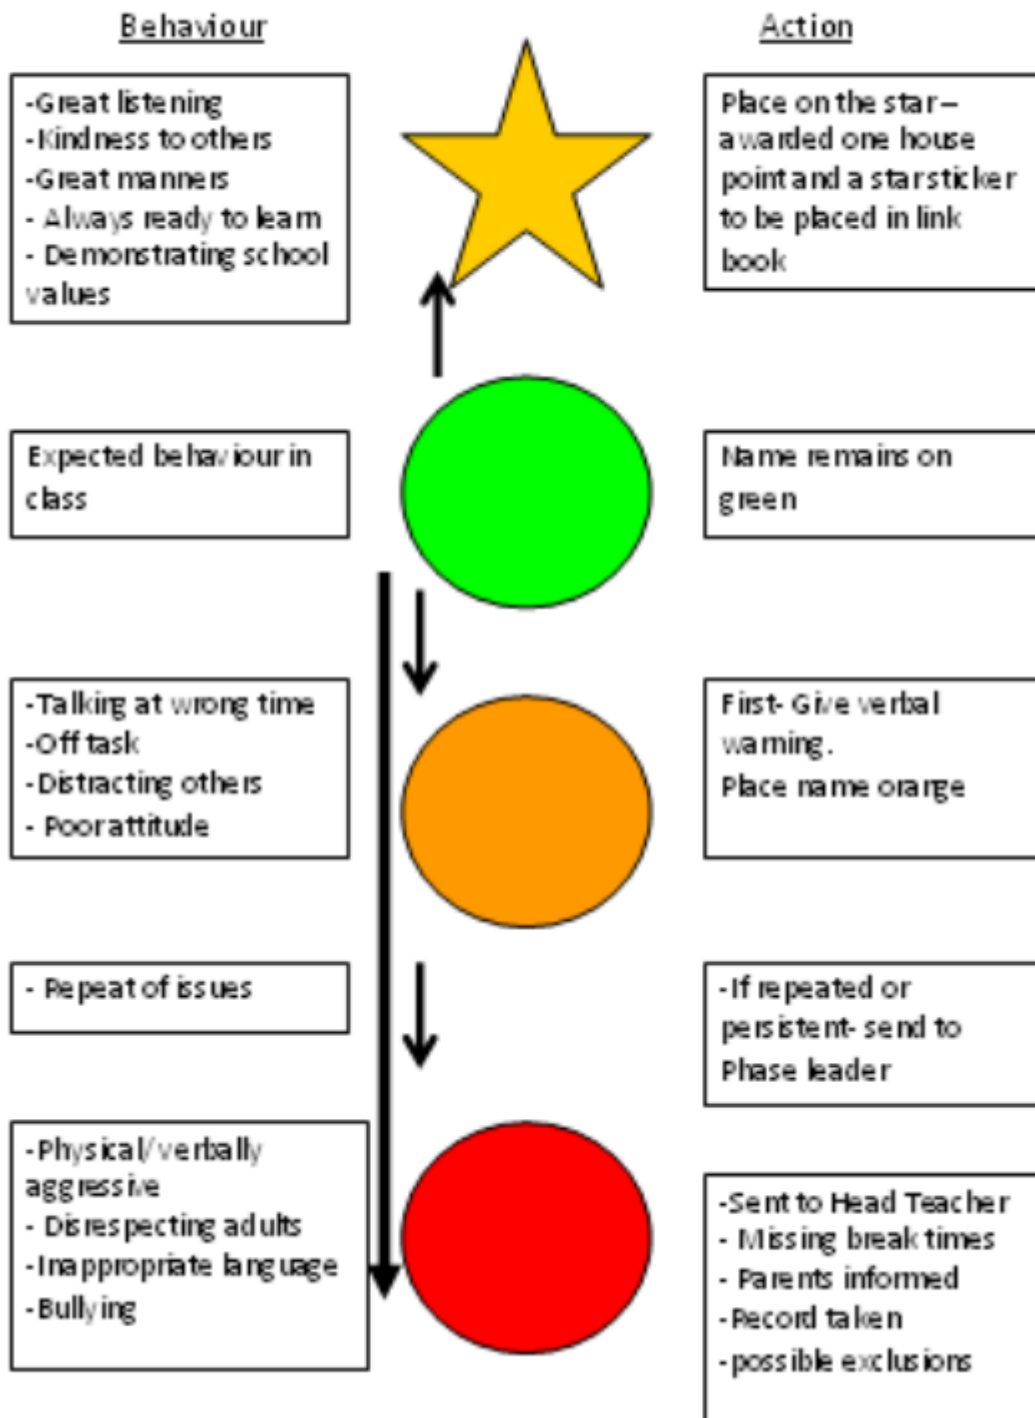 Behaviour
Action
-Great listening
-Kindness to others
-Great manners
- Always ready to learn
- Demonstrating school
values
Place on the star –
awarded one house
point and a star sticker
to be placed in link
book
Expected behaviour in
class
Name remains on
green
-Talking at wrong time
-Off task
-Distracting others
- Poor attitude
First- Give verbal
warning.
Place name orange
- Repeat of issues
-If repeated or
persistent- send to
Phase leader
-Physical/verbally
aggressive
- Disrespecting adults
-Inappropriate language
-Bullying
-Sent to Head Teacher
- Missing break times
- Parents informed
-Record taken
-possible exclusions